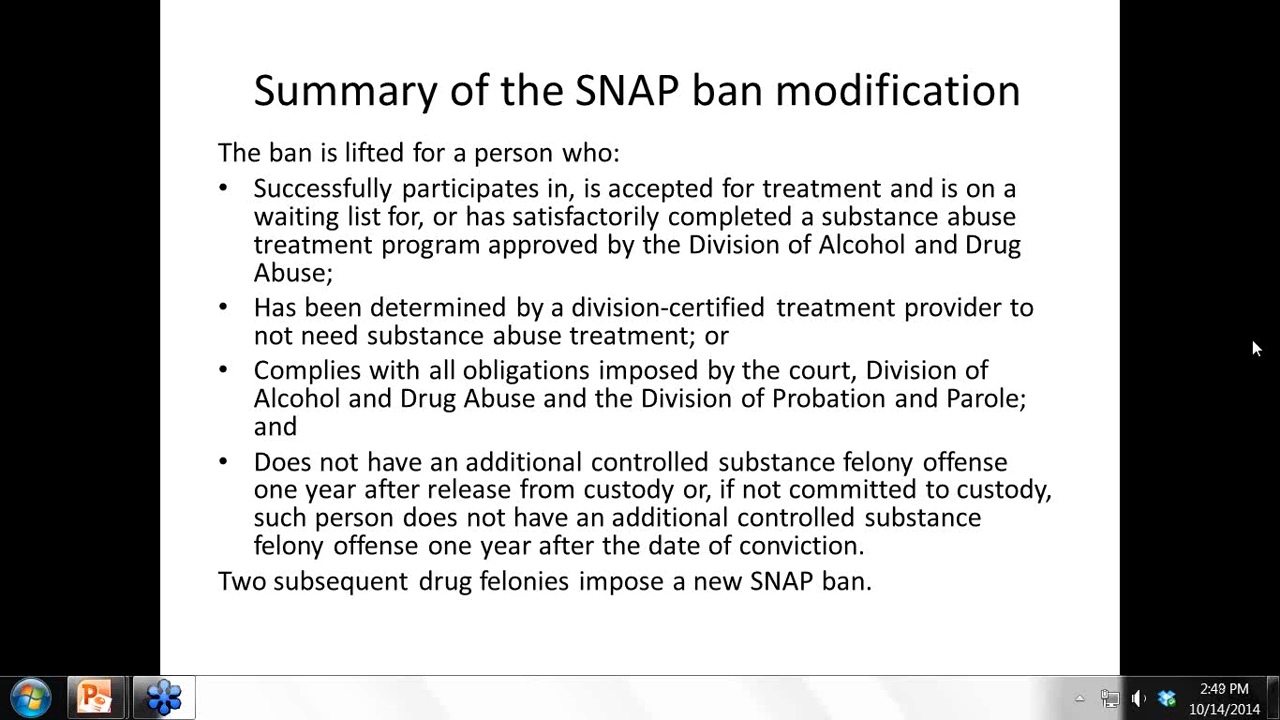 Summary of the SNAP ban modification
The ban is lifted for a person who:
• Successfully participates in, is accepted for treatment and is on a
waiting list for, or has satisfactorily completed a substance abuse
treatment program approved by the Division of Alcohol and Drug
Abuse;
• Has been determined by a division-certified treatment provider to
not need substance abuse treatment; or
• Complies with all obligations imposed by the court, Division of
Alcohol and Drug Abuse and the Division of Probation and Parole;
and
• Does not have an additional controlled substance felony offense
one year after release from custody or, if not committed to custody,
such person does not have an additional controlled substance
felony offense one year after the date of conviction.
Two subsequent drug felonies impose a new SNAP ban.
2:49 PM
10/14/2014